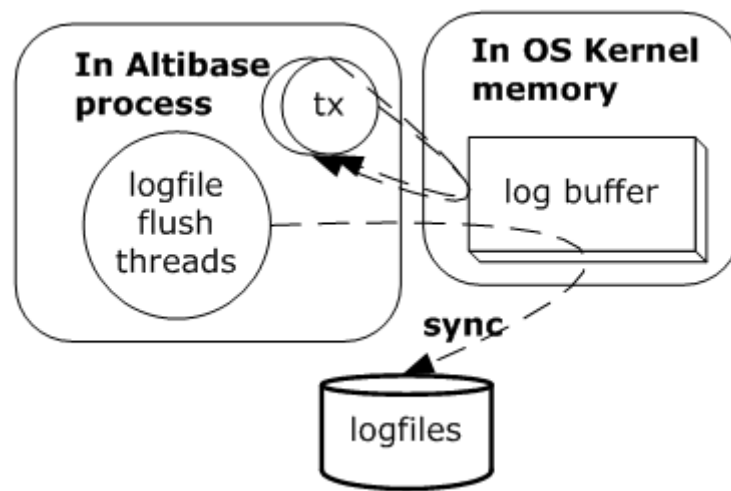 In Altibase
process
tx
logfile
flush
threads
In OS Kernel
memory
log buffer
sync
logfiles